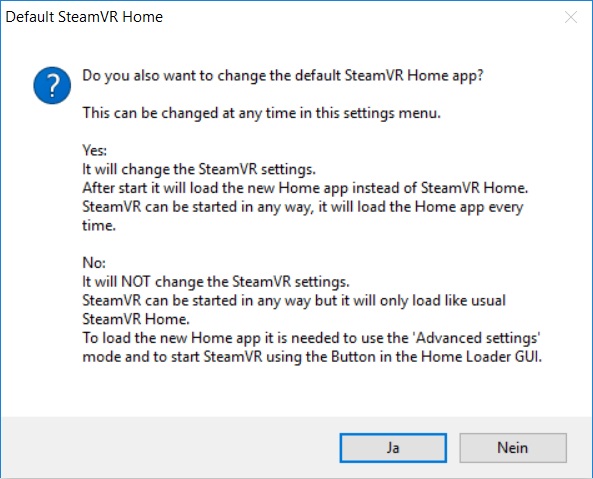 Default SteamVR Home
Do you also want to change the default SteamVR Home app?
This can be changed at any time in this settings menu.
Yes:
It will change the SteamVR settings.
After start it will load the new Home app instead of SteamVR Home.
SteamVR can be started in any way, it will load the Home app every
time.
No:
It will NOT change the SteamVR settings.
SteamVR can be started in any way but it will only load like usual
SteamVR Home.
To load the new Home app it is needed to use the 'Advanced settings'
mode and to start SteamVR using the Button in the Home Loader GUI.
Ja
Nein